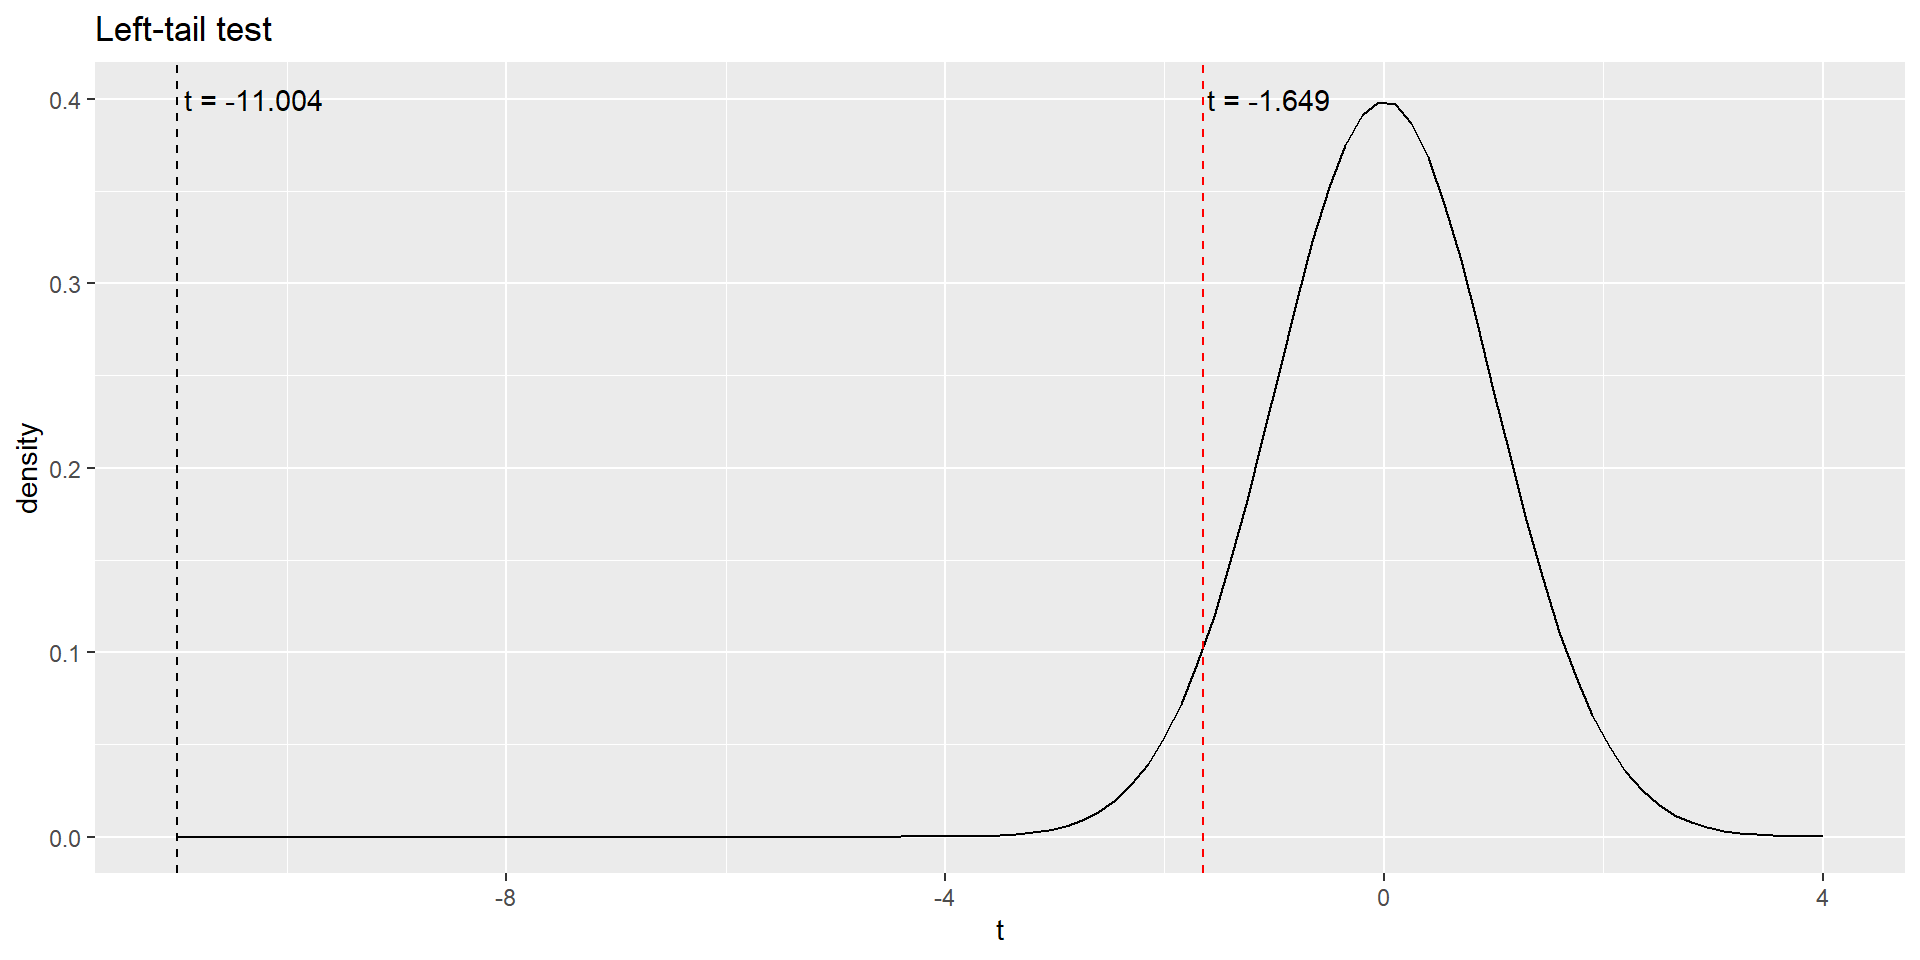 Left-tail test
t = -11.004
t = -1.649
0.4
0.3
0.2
0.1
0.0
density
-8
-4
0
4
t